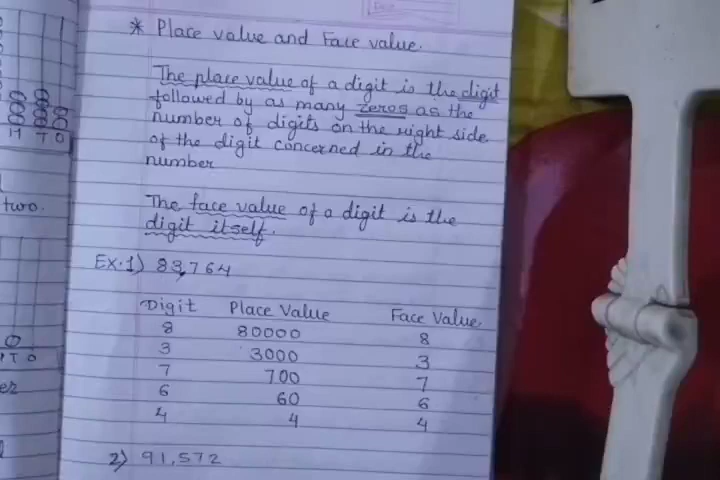 * Place value and Face value.
The place value of a digit is the digit
followed by as many zeros as the
number of digits on the right side
of the digit concerned in the
number
The face value of a digit is the
digit itself.
Ex.1) 83,764
Digit Place Value Face Value
8 80000 8
3 3000 3
7 700 7
6 60 6
4 4 4
2) 91,572
H T O
two.
T O